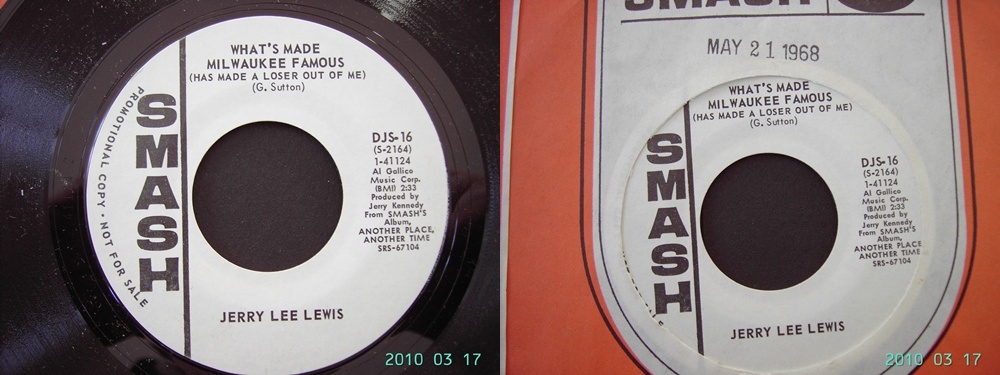 WHAT'S MADE
MILWAUKEE FAMOUS
(HAS MADE A LOSER OUT OF ME)
(G. Sutton)
SMASH
PROMOTIONAL COPY • NOT FOR SALE
DJS-16
(S-2164)
1-41124
Al Gallico
Music Corp.
(BMI) 2:33
Produced by
Jerry Kennedy
From SMASH'S
Album,
ANOTHER PLACE,
ANOTHER TIME
SRS-67104
JERRY LEE LEWIS
2010 03 17
SMASH
MAY 21 1968
WHAT'S MADE
MILWAUKEE FAMOUS
(HAS MADE A LOSER OUT OF ME)
(G. Sutton)
SMASH
DJS-16
(S-2164)
1-41124
Al Gallico
Music Corp.
(BMI) 2:33
Produced by
Jerry Kennedy
From SMASH'S
Album,
ANOTHER PLACE
ANOTHER TIME
SRS-67104
JERRY LEE LEWIS
2010 03 17